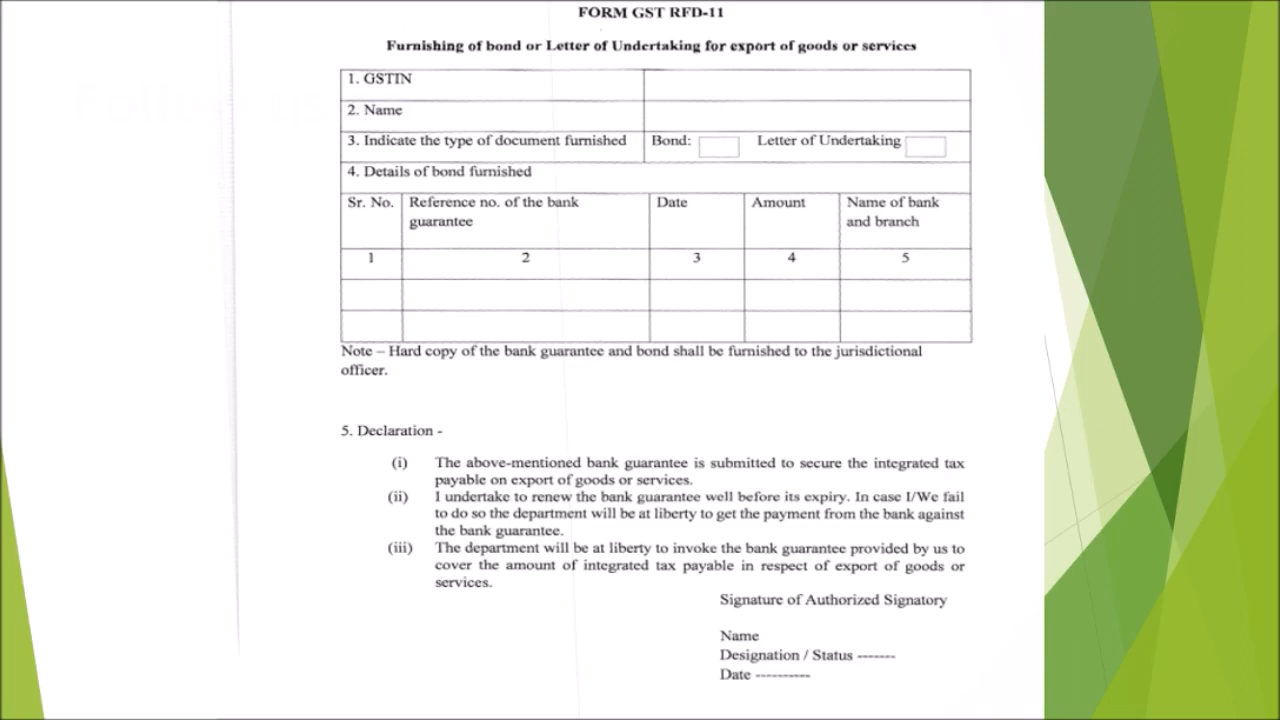 FORM GST RFD-11
Furnishing of bond or Letter of Undertaking for export of goods or services
1. GSTIN
2. Name
3. Indicate the type of document furnished Bond: Letter of Undertaking
4. Details of bond furnished
Sr. No. Reference no. of the bank guarantee Date Amount Name of bank and branch
1 2 3 4 5
Note – Hard copy of the bank guarantee and bond shall be furnished to the jurisdictional
officer.
5. Declaration -
(i) The above-mentioned bank guarantee is submitted to secure the integrated tax
payable on export of goods or services.
(ii) I undertake to renew the bank guarantee well before its expiry. In case I/We fail
to do so the department will be at liberty to get the payment from the bank against
the bank guarantee.
(iii) The department will be at liberty to invoke the bank guarantee provided by us to
cover the amount of integrated tax payable in respect of export of goods or
services.
Signature of Authorized Signatory
Name
Designation / Status -------
Date ----------